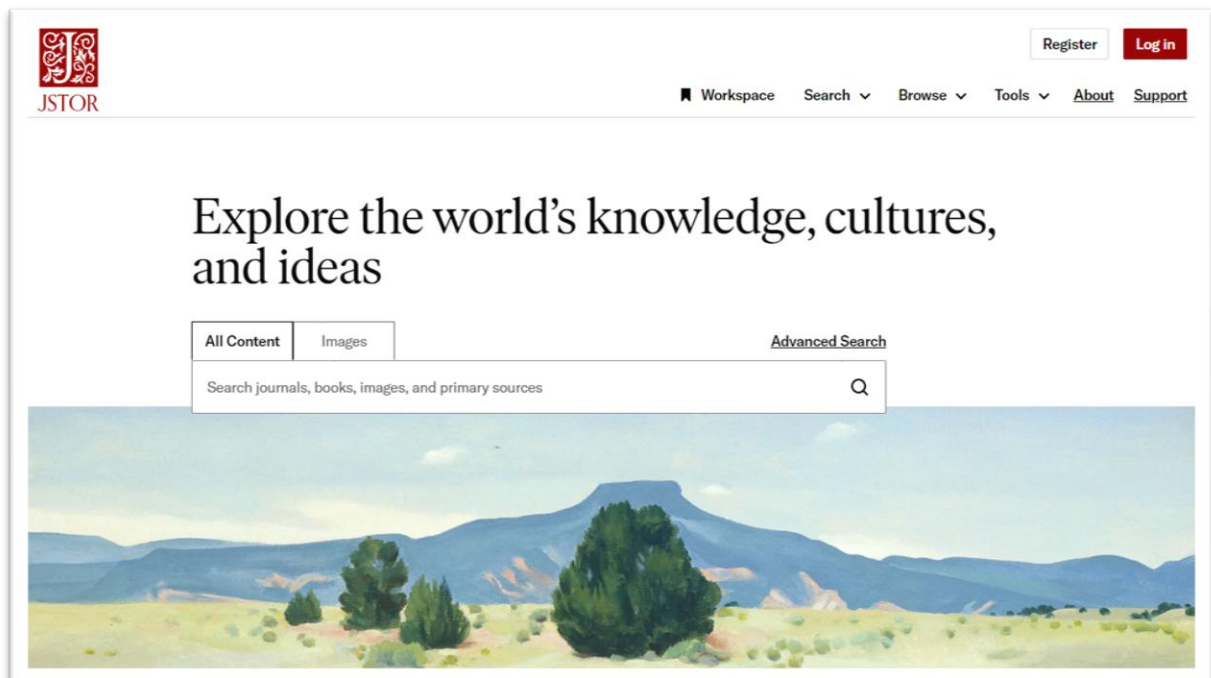 Register Log in
JSTOR
Workspace Search Browse Tools About Support
Explore the world's knowledge, cultures,
and ideas
All Content Images Advanced Search
Search journals, books, images, and primary sources